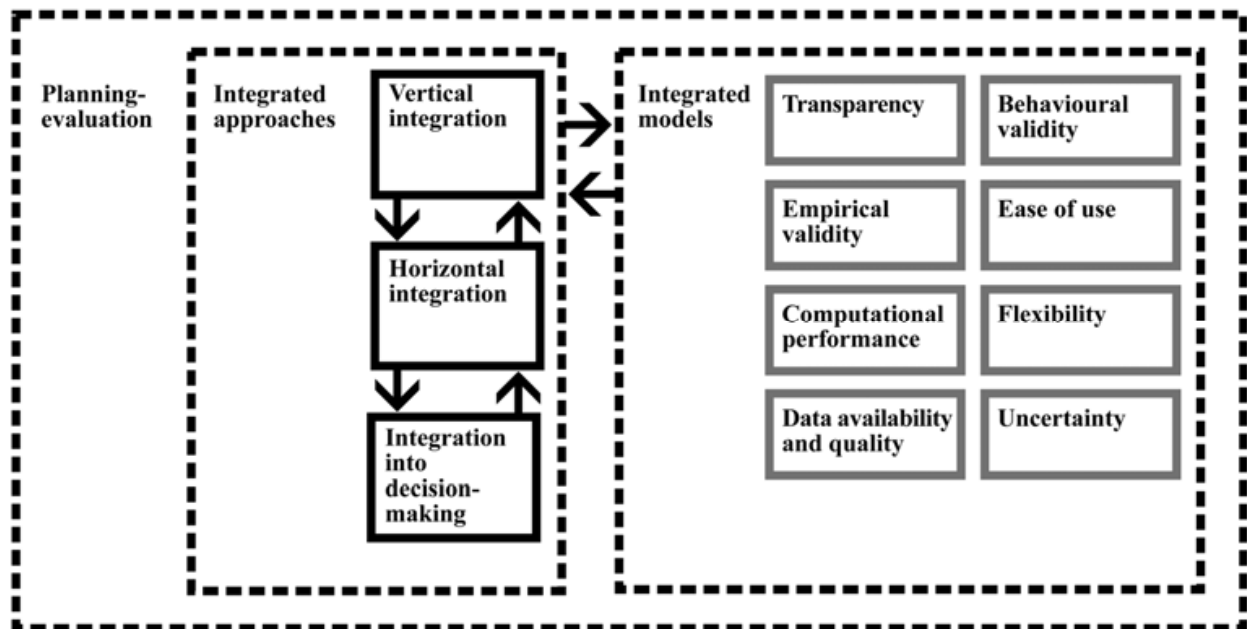 Planning-
evaluation
Integrated
approaches
Vertical
integration
Horizontal
integration
Integration
into
decision-
making
Integrated
models
Transparency
Behavioural
validity
Empirical
validity
Ease of use
Computational
performance
Flexibility
Data availability
and quality
Uncertainty